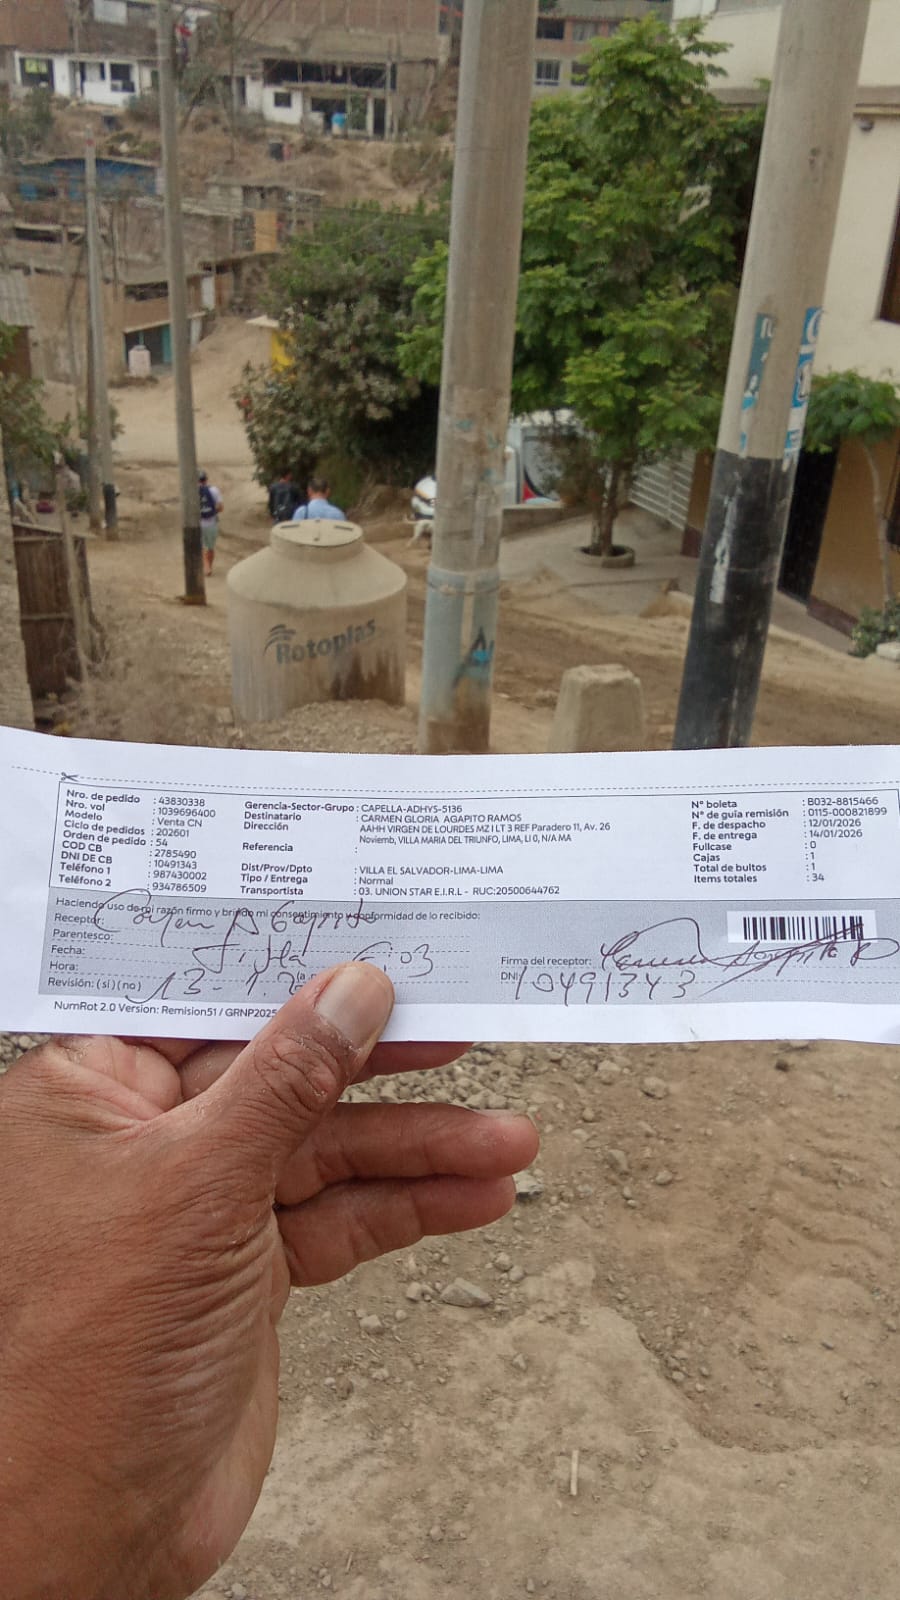 Rotoplas
Nro. de pedido : 43830338
Nro. vol : 1039696400
Modelo : Venta CN
Ciclo de pedidos : 202601
Orden de pedido : 54
COD CB : 2785490
DNI DE CB : 10491343
Teléfono 1 : 987430002
Teléfono 2 : 934786509
Gerencia-Sector-Grupo : CAPELLA-ADHYS-5136
Destinatario : CARMEN GLORIA AGAPITO RAMOS
Dirección : AAHH VIRGEN DE LOURDES MZ I LT 3 REF Paradero 11, Av. 26
Noviemb, VILLA MARIA DEL TRIUNFO, LIMA, LI 0, N/A MA
Referencia :
Dist/Prov/Dpto : VILLA EL SALVADOR-LIMA-LIMA
Tipo / Entrega : Normal
Transportista : 03. UNION STAR E.I.R.L - RUC:20500644762
N° boleta : B032-8815466
N° de guía remisión : 0115-000821899
F. de despacho : 12/01/2026
F. de entrega : 14/01/2026
Fullcase : 0
Cajas : 1
Total de bultos : 1
Items totales : 34
Haciendo uso de mi razón firmo y brindo mi consentimiento y conformidad de lo recibido:
Receptor:
Parentesco:
Fecha:
Hora:
Revisión: (sí) (no)
Firma del receptor:
DNI 10491343
NumRot 2.0 Version: Remision51 / GRNP2025